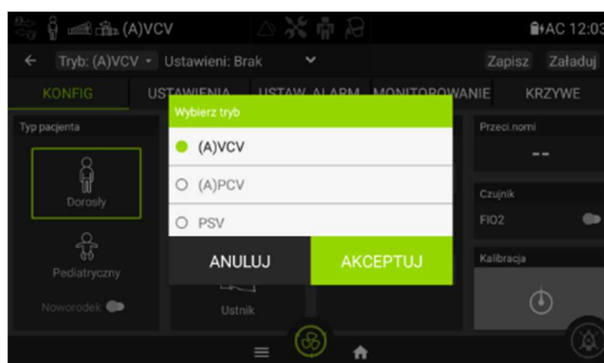 (A)VCV
AC 12:03
Tryb: (A)VCV
Ustawieni: Brak
Zapisz
Załaduj
KONFIG
USTAWIENIA
USTAW. ALARM
MONITOROWANIE
KRZYWE
Typ pacjenta
Dorosły
Pediatryczny
Noworodek
Wybierz tryb
(A)VCV
(A)PCV
PSV
ANULUJ
AKCEPTUJ
Ustnik
Przeci.nomi
--
Czujnik
FIO2
Kalibracja